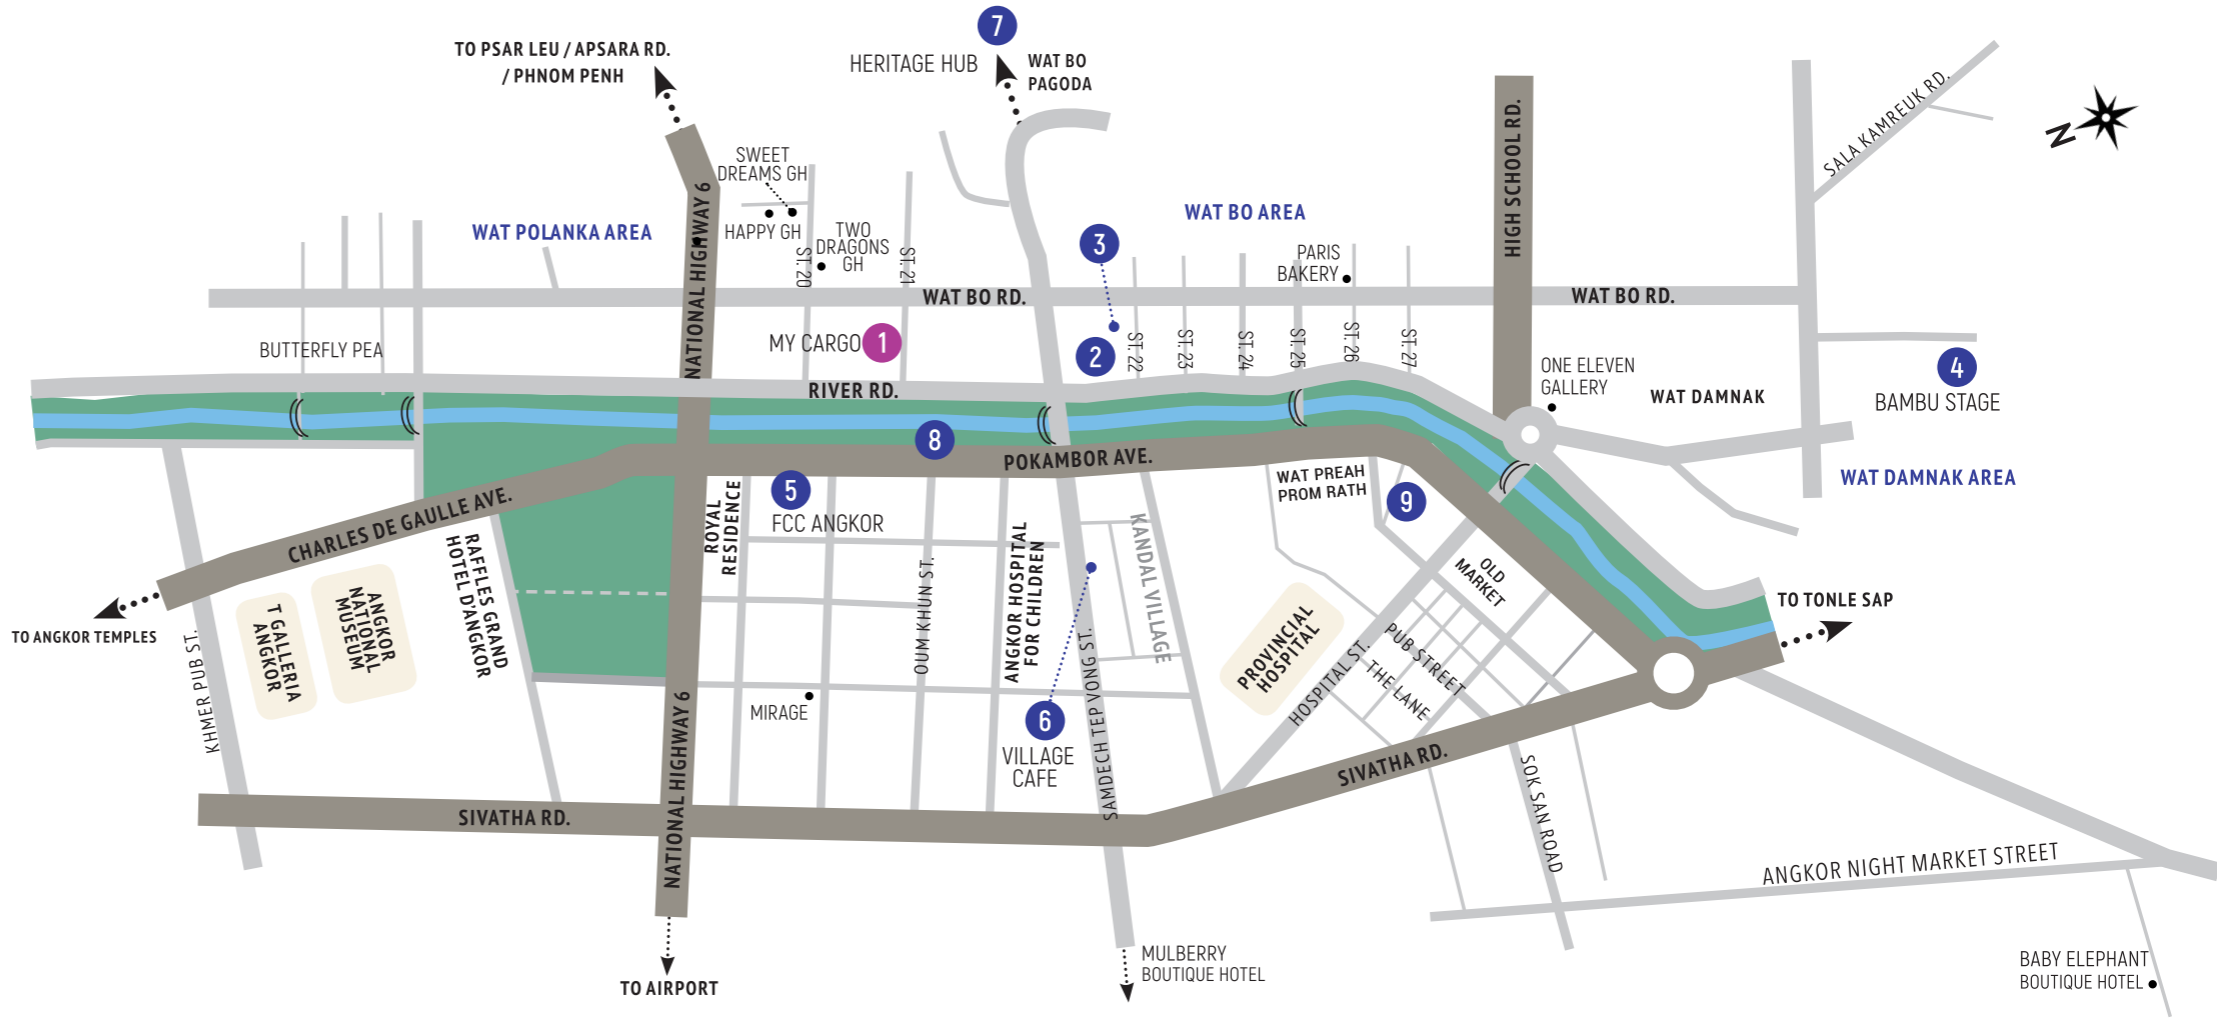 7
TO PSAR LEU / APSARA RD.
/ PHNOM PENH
HERITAGE HUB
WAT BO
PAGODA
HIGH SCHOOL RD.
SALA KAMREUK RD.
N
SWEET
DREAMS GH
WAT POLANKA AREA
NATIONAL HIGHWAY 6
HAPPY GH
TWO
DRAGONS
GH
ST. 20
ST. 21
3
WAT BO AREA
PARIS
BAKERY
WAT BO RD.
WAT BO RD.
BUTTERFLY PEA
MY CARGO
1
2
ST. 22
ST. 23
ST. 24
ST. 25
ST. 26
ST. 27
ONE ELEVEN
GALLERY
WAT DAMNAK
4
BAMBU STAGE
RIVER RD.
8
POKAMBOR AVE.
WAT DAMNAK AREA
CHARLES DE GAULLE AVE.
ROYAL
RESIDENCE
5
FCC ANGKOR
WAT PREAH
PROM RATH
9
RAFFLES GRAND
HOTEL D'ANGKOR
OUM KHUN ST.
ANGKOR HOSPITAL
FOR CHILDREN
KANDAL VILLAGE
OLD
MARKET
TO TONLE SAP
TO ANGKOR TEMPLES
KHMER PUB ST.
T GALLERIA
ANGKOR
ANGKOR
NATIONAL
MUSEUM
PROVINCIAL
HOSPITAL
HOSPITAL ST.
PUB STREET
THE LANE
MIRAGE
6
VILLAGE
CAFE
SAMDECH TEP VONG ST.
NATIONAL HIGHWAY 6
SIVATHA RD.
SIVATHA RD.
SOK SAN ROAD
ANGKOR NIGHT MARKET STREET
TO AIRPORT
MULBERRY
BOUTIQUE HOTEL
BABY ELEPHANT
BOUTIQUE HOTEL